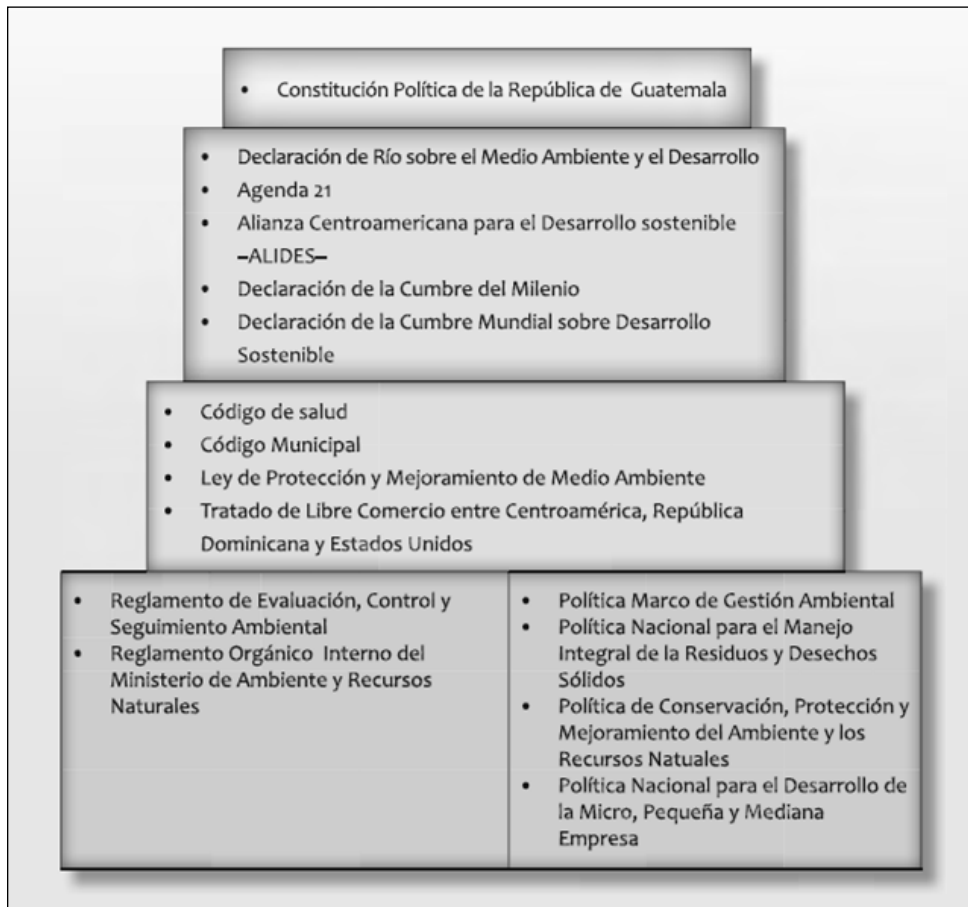 • Constitución Política de la República de Guatemala
• Declaración de Río sobre el Medio Ambiente y el Desarrollo
• Agenda 21
• Alianza Centroamericana para el Desarrollo sostenible
–ALIDES–
• Declaración de la Cumbre del Milenio
• Declaración de la Cumbre Mundial sobre Desarrollo
Sostenible
• Código de salud
• Código Municipal
• Ley de Protección y Mejoramiento de Medio Ambiente
• Tratado de Libre Comercio entre Centroamérica, República
Dominicana y Estados Unidos
• Reglamento de Evaluación, Control y
Seguimiento Ambiental
• Reglamento Orgánico Interno del
Ministerio de Ambiente y Recursos
Naturales
• Política Marco de Gestión Ambiental
• Política Nacional para el Manejo
Integral de la Residuos y Desechos
Sólidos
• Política de Conservación, Protección y
Mejoramiento del Ambiente y los
Recursos Natuales
• Política Nacional para el Desarrollo de
la Micro, Pequeña y Mediana
Empresa